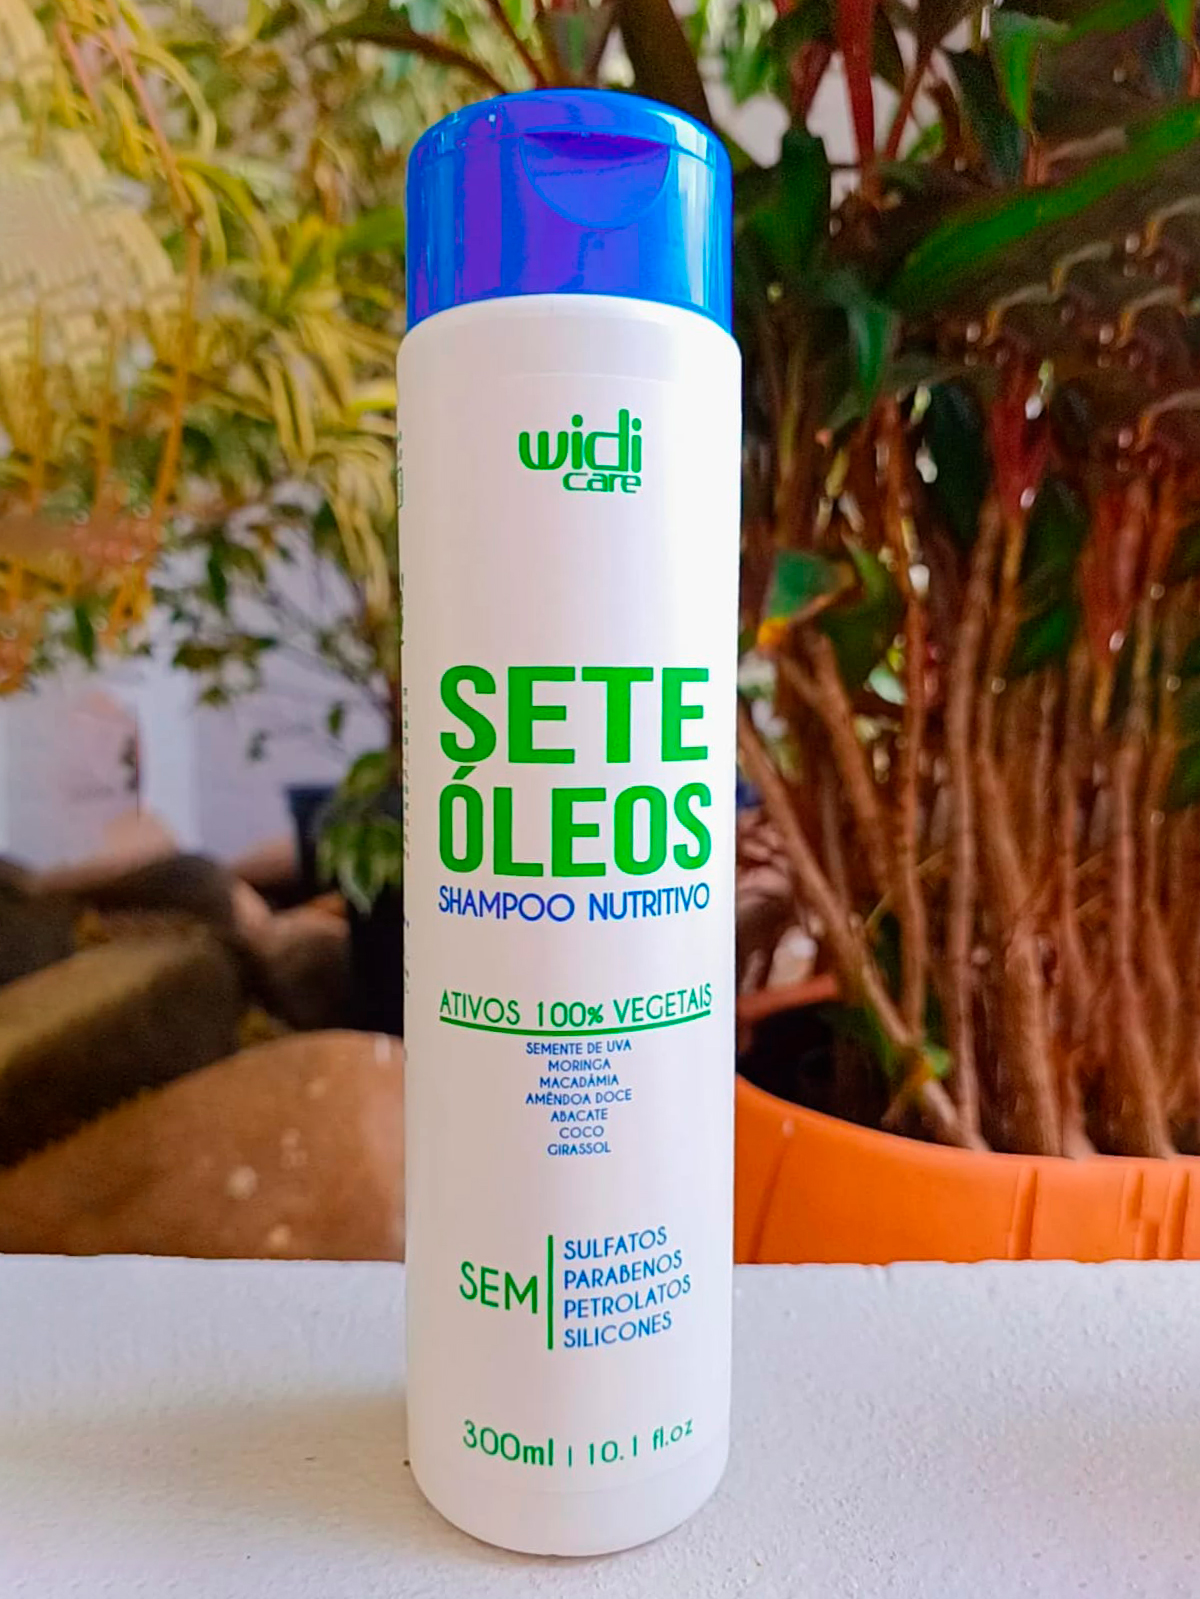 widi
care
SETE
ÓLEOS
SHAMPOO NUTRITIVO
ATIVOS 100% VEGETAIS
SEMENTE DE UVA
MORINGA
MACADÂMIA
AMÊNDOA DOCE
ABACATE
COCO
GIRASSOL
SEM
SULFATOS
PARABENOS
PETROLATOS
SILICONES
300ml | 10.1 fl.oz